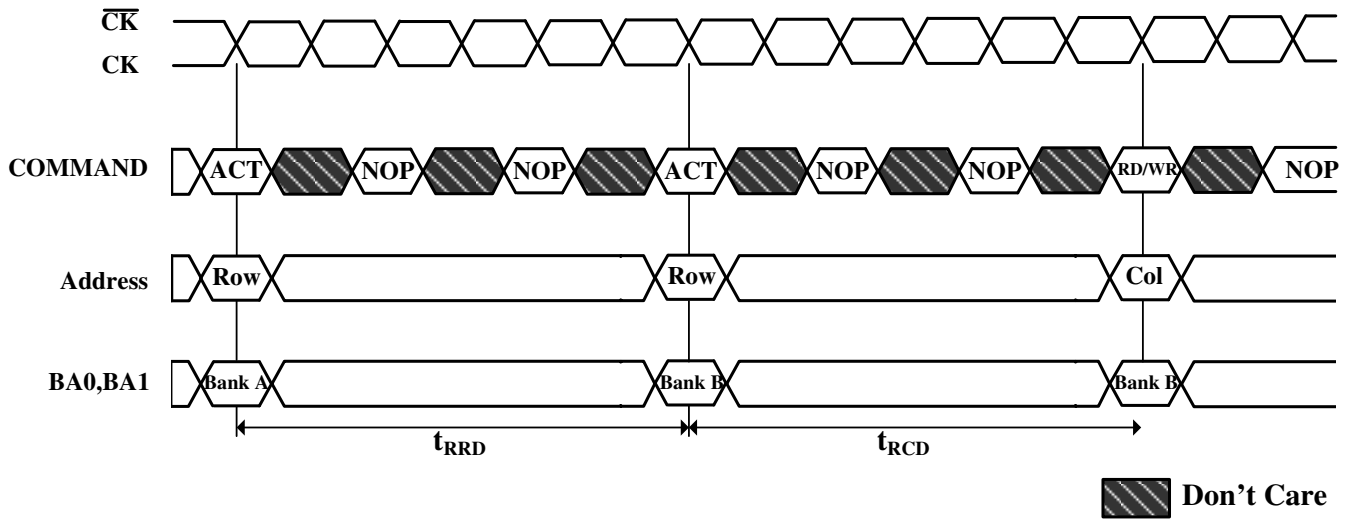 CK
CK
COMMAND ACT NOP NOP ACT NOP NOP RD/WR NOP
Address Row Row Col
BA0,BA1 Bank A Bank B Bank B
tRRD tRCD
Don't Care